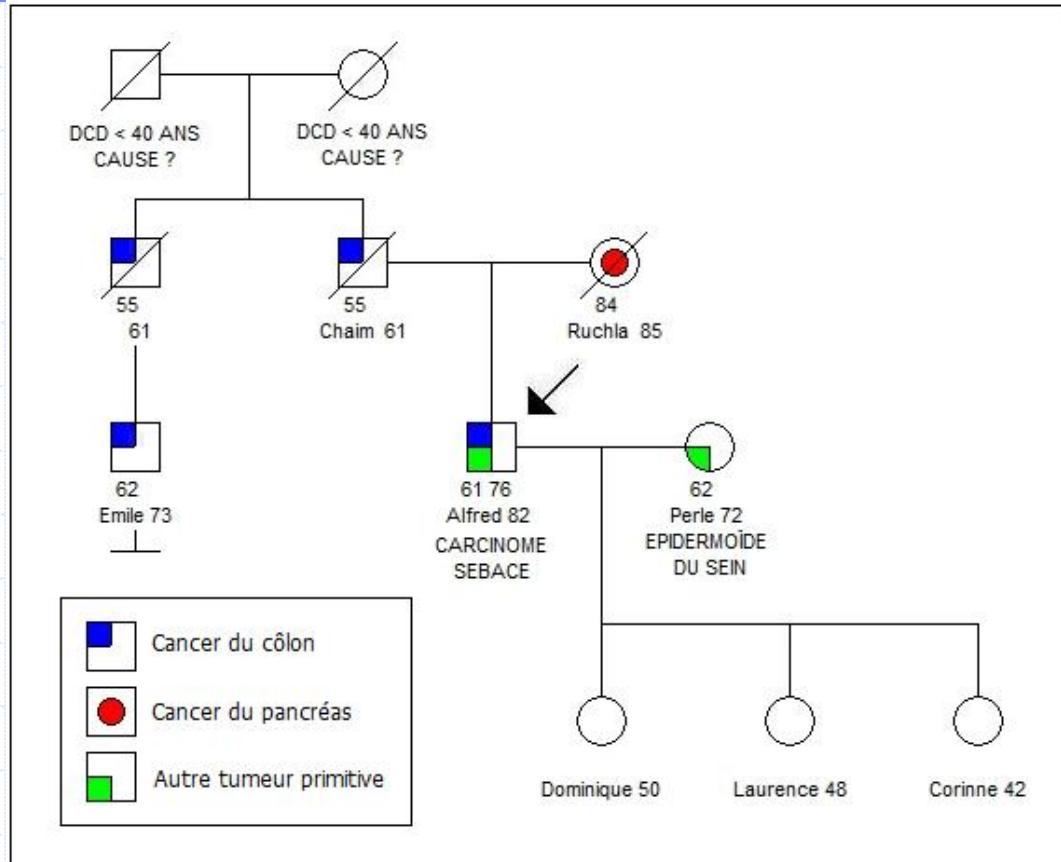 DCD < 40 ANS
CAUSE ?
DCD < 40 ANS
CAUSE ?
55
61
55
Chaim 61
84
Ruchla 85
62
Emile 73
61 76
Alfred 82
CARCINOME
SEBACE
62
Perle 72
EPIDERMOÏDE
DU SEIN
Cancer du côlon
Cancer du pancréas
Autre tumeur primitive
Dominique 50
Laurence 48
Corinne 42